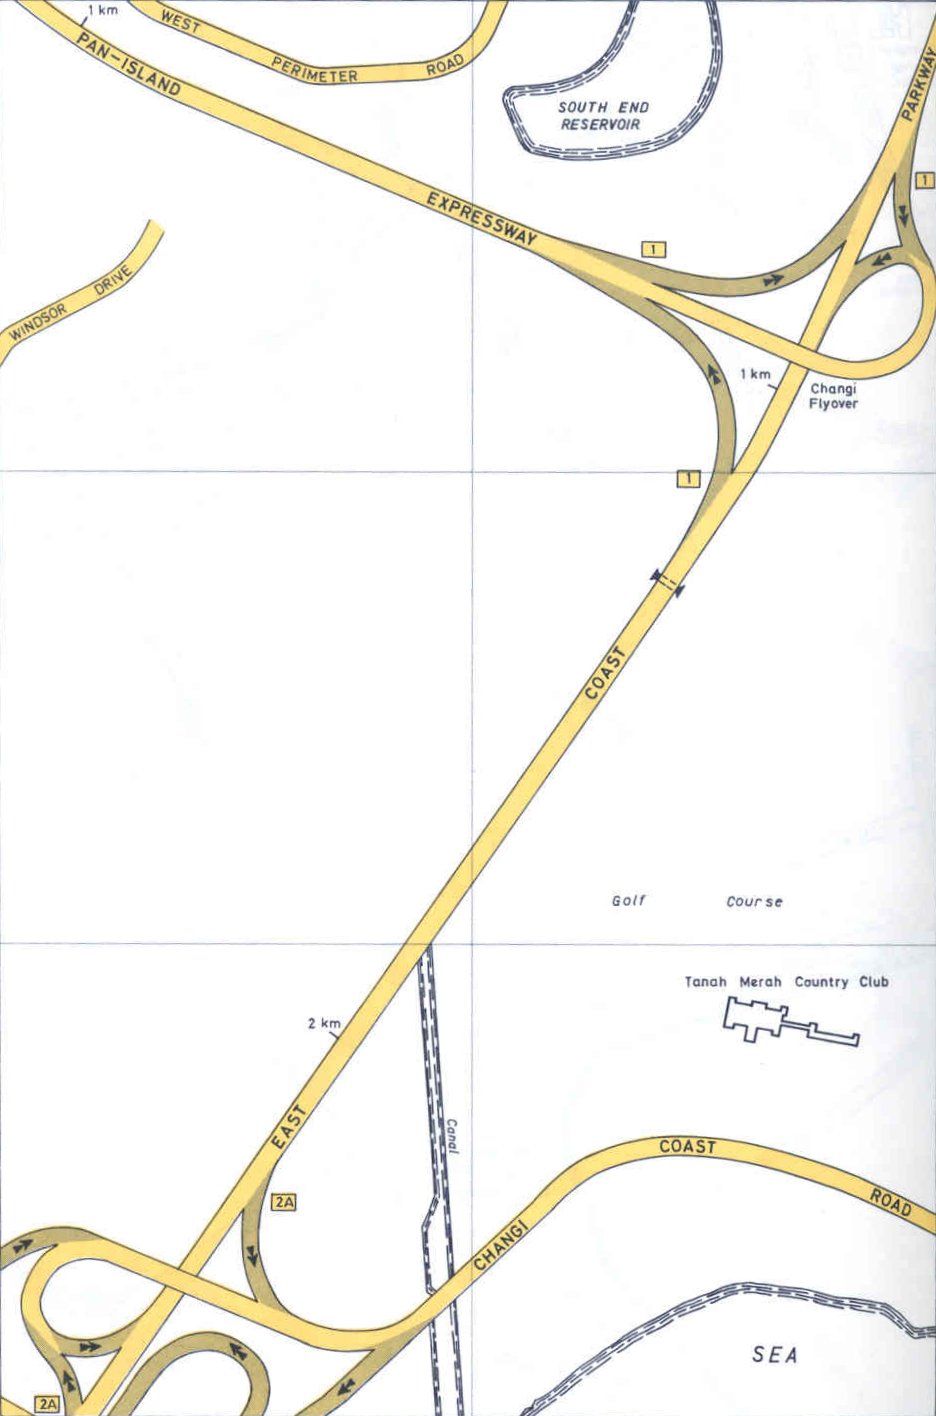 1 km
WEST
PERIMETER
ROAD
PAN-ISLAND
EXPRESSWAY
SOUTH END
RESERVOIR
PARKWAY
1
1
WINDSOR DRIVE
1 km
Changi
Flyover
1
COAST
Golf Course
Tanah Merah Country Club
2 km
EAST
Canal
2A
COAST
ROAD
CHANGI
SEA
2A